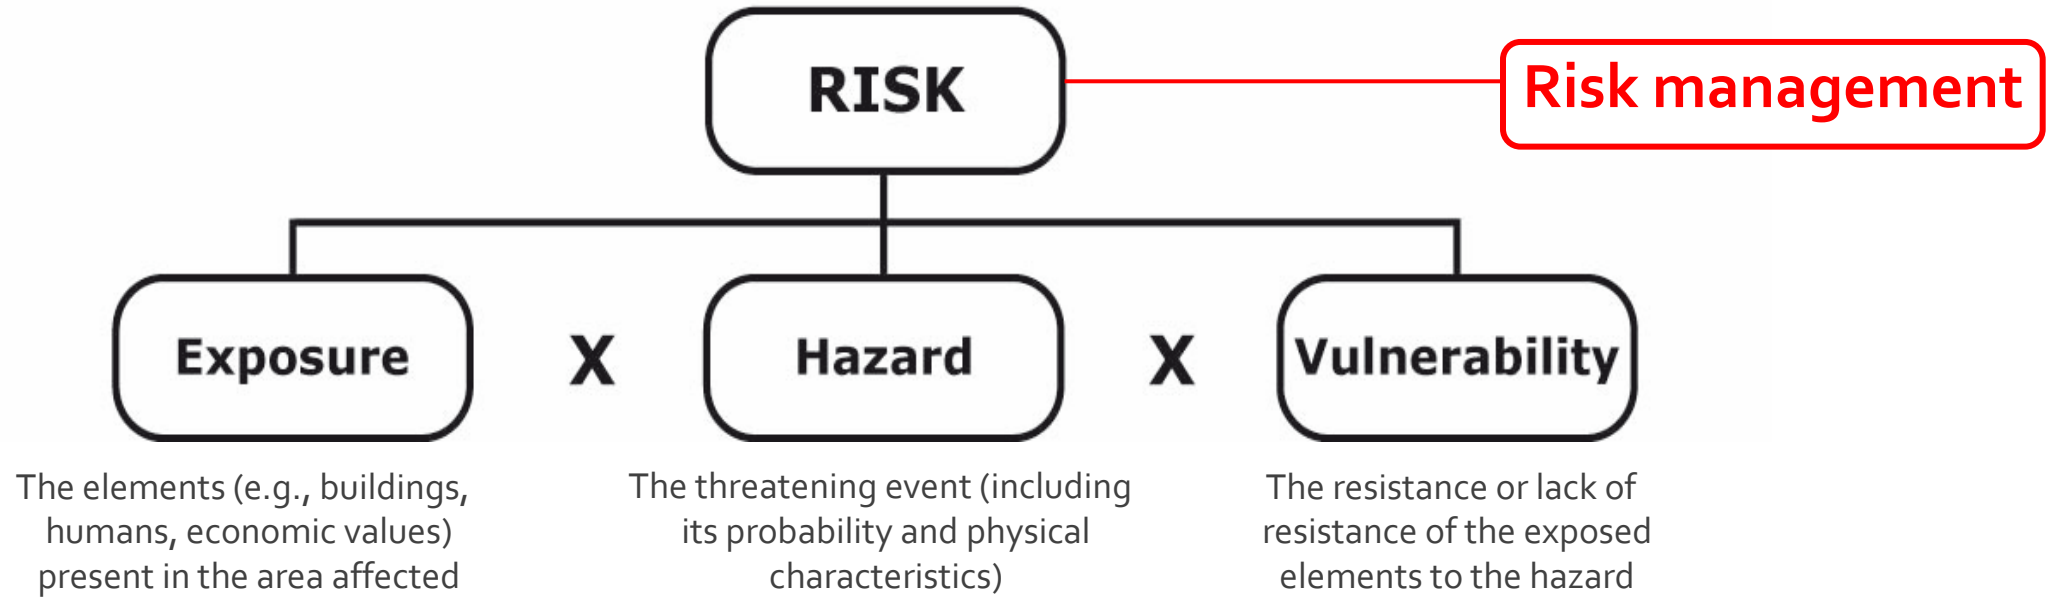 RISK
Risk management
Exposure
X
Hazard
X
Vulnerability
The elements (e.g., buildings,
humans, economic values)
present in the area affected
The threatening event (including
its probability and physical
characteristics)
The resistance or lack of
resistance of the exposed
elements to the hazard